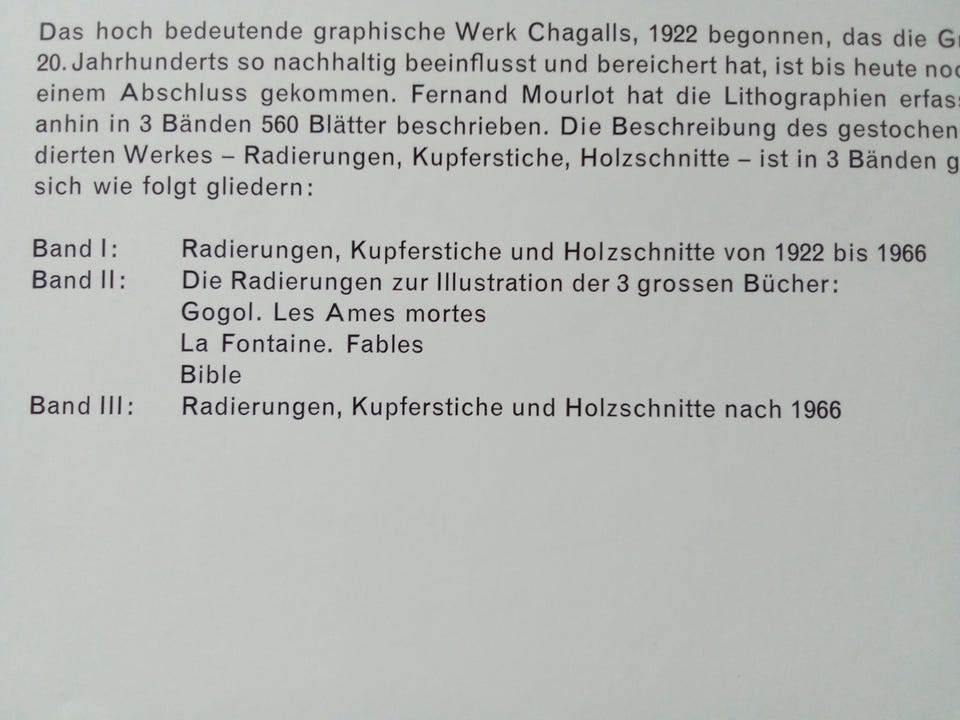 Das hoch bedeutende graphische Werk Chagalls, 1922 begonnen, das die
20. Jahrhunderts so nachhaltig beeinflusst und bereichert hat, ist bis heute
einem Abschluss gekommen. Fernand Mourlot hat die Lithographien
anhin in 3 Bänden 560 Blätter beschrieben. Die Beschreibung des
dierten Werkes – Radierungen, Kupferstiche, Holzschnitte – ist in 3 Bänden
sich wie folgt gliedern:
Band I: Radierungen, Kupferstiche und Holzschnitte von 1922 bis 1966
Band II: Die Radierungen zur Illustration der 3 grossen Bücher:
Gogol. Les Ames mortes
La Fontaine. Fables
Bible
Band III: Radierungen, Kupferstiche und Holzschnitte nach 1966